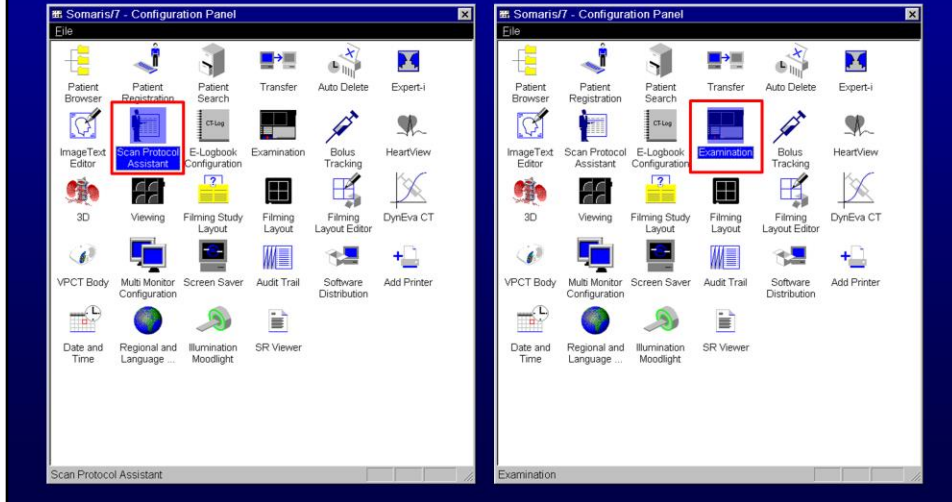 Somaris/7 - Configuration Panel
File
Patient Browser
Patient Registration
Patient Search
Transfer
Auto Delete
Expert-i
ImageText Editor
Scan Protocol Assistant
CT-Log
E-Logbook Configuration
Examination
Bolus Tracking
HeartView
3D
Viewing
?
Filming Study Layout
Filming Layout
Filming Layout Editor
DynEva CT
VPCT Body
Multi Monitor Configuration
Screen Saver
Audit Trail
Software Distribution
Add Printer
Date and Time
Regional and Language ...
Illumination Moodlight
SR Viewer
Scan Protocol Assistant
Somaris/7 - Configuration Panel
File
Patient Browser
Patient Registration
Patient Search
Transfer
Auto Delete
Expert-i
ImageText Editor
Scan Protocol Assistant
CT-Log
E-Logbook Configuration
Examination
Bolus Tracking
HeartView
3D
Viewing
?
Filming Study Layout
Filming Layout
Filming Layout Editor
DynEva CT
VPCT Body
Multi Monitor Configuration
Screen Saver
Audit Trail
Software Distribution
Add Printer
Date and Time
Regional and Language ...
Illumination Moodlight
SR Viewer
Examination